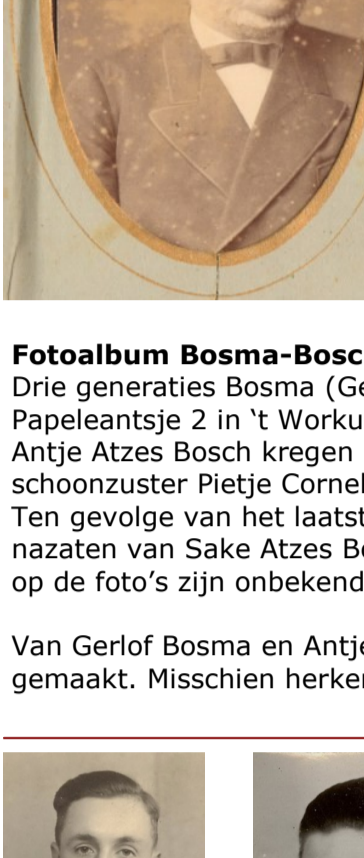 Fotoalbum Bosma-Bosc
Drie generaties Bosma (Ge
Papeleantsje 2 in ‘t Worku
Antje Atzes Bosch kregen
schoonzuster Pietje Cornel
Ten gevolge van het laatst
nazaten van Sake Atzes Bo
op de foto’s zijn onbekend
Van Gerlof Bosma en Antje
gemaakt. Misschien herken